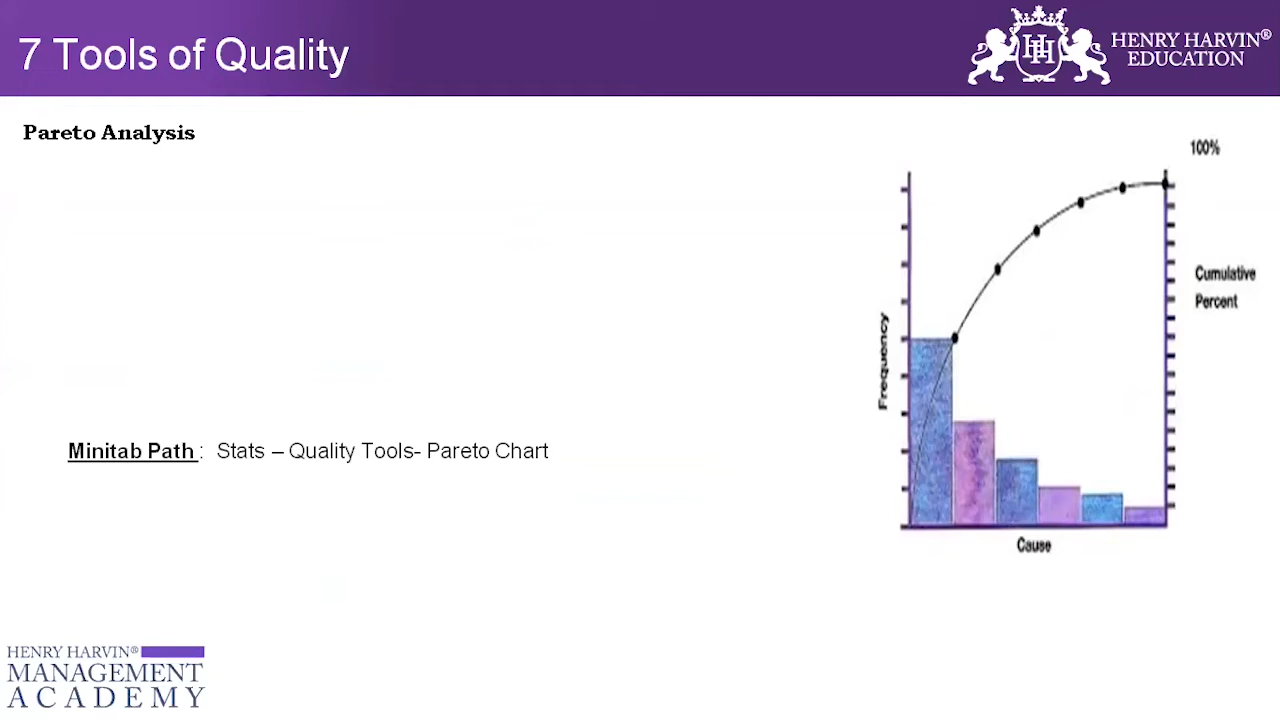 7 Tools of Quality
HENRY HARVIN®
EDUCATION
Pareto Analysis
100%
Cumulative
Percent
Frequency
Minitab Path : Stats – Quality Tools- Pareto Chart
Cause
HENRY HARVIN®
MANAGEMENT
ACADEMY